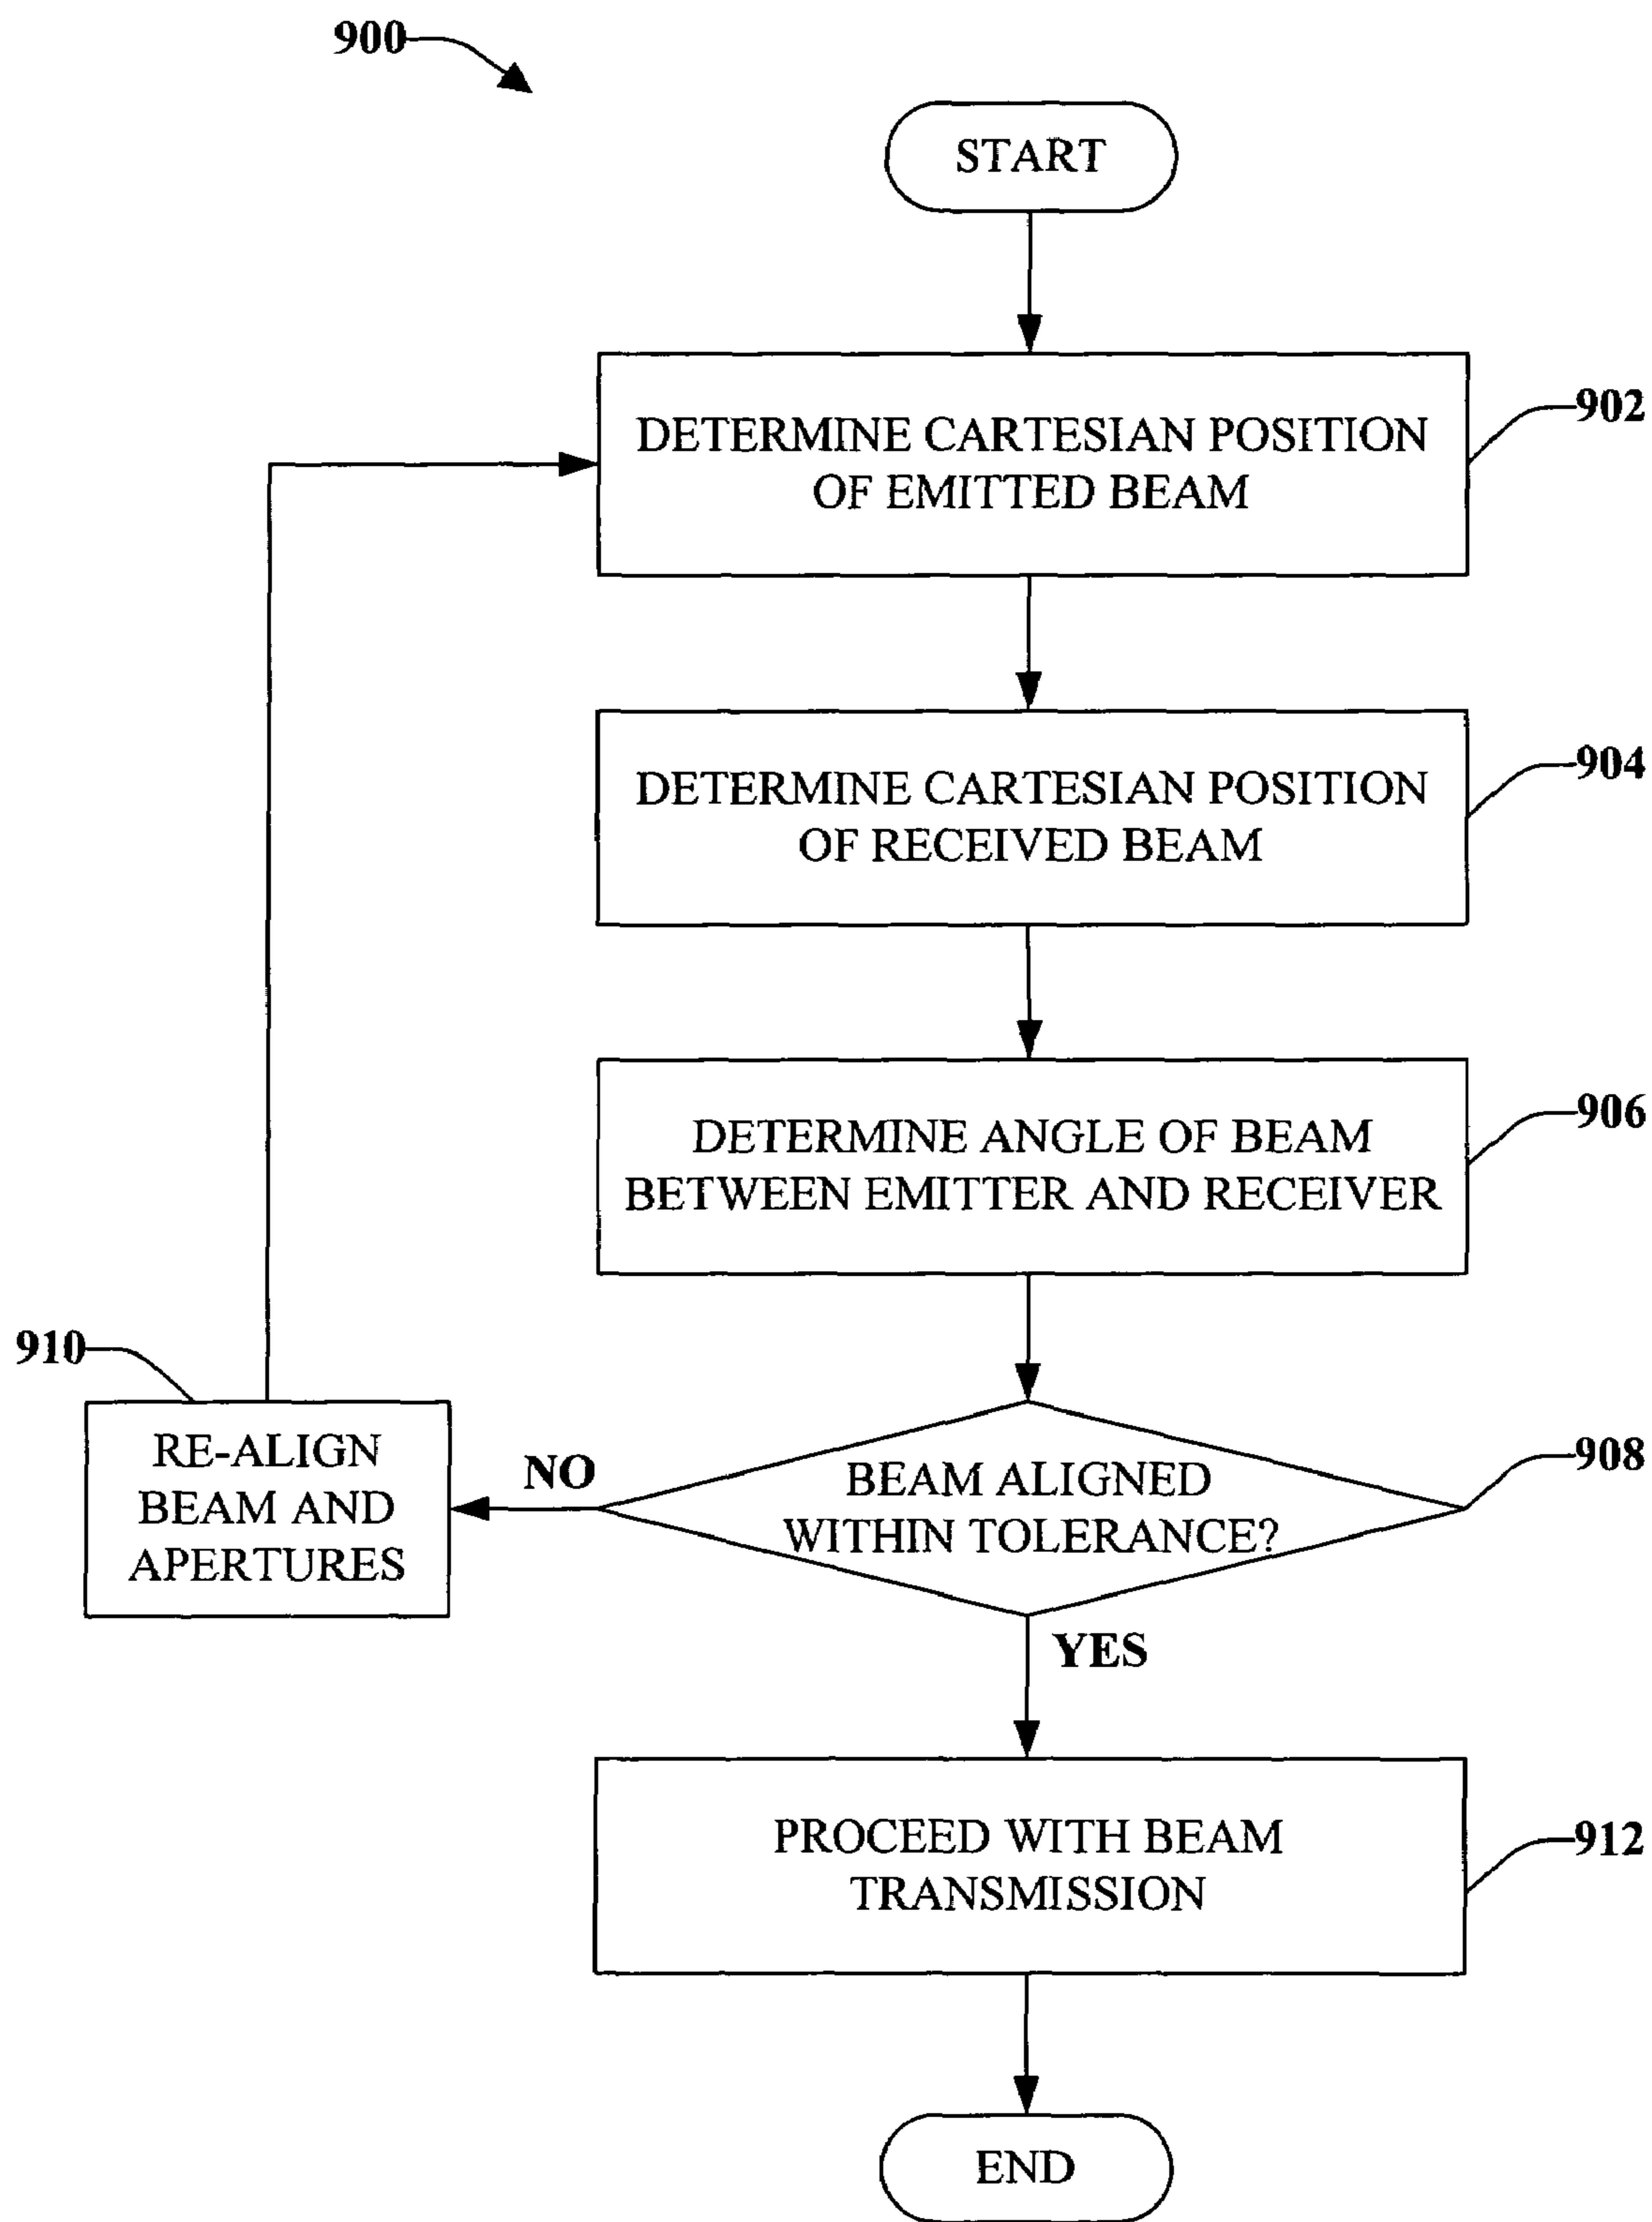 900
START
DETERMINE CARTESIAN POSITION
OF EMITTED BEAM
902
DETERMINE CARTESIAN POSITION
OF RECEIVED BEAM
904
DETERMINE ANGLE OF BEAM
BETWEEN EMITTER AND RECEIVER
906
910
RE-ALIGN
BEAM AND
APERTURES
NO
BEAM ALIGNED
WITHIN TOLERANCE?
908
YES
PROCEED WITH BEAM
TRANSMISSION
912
END